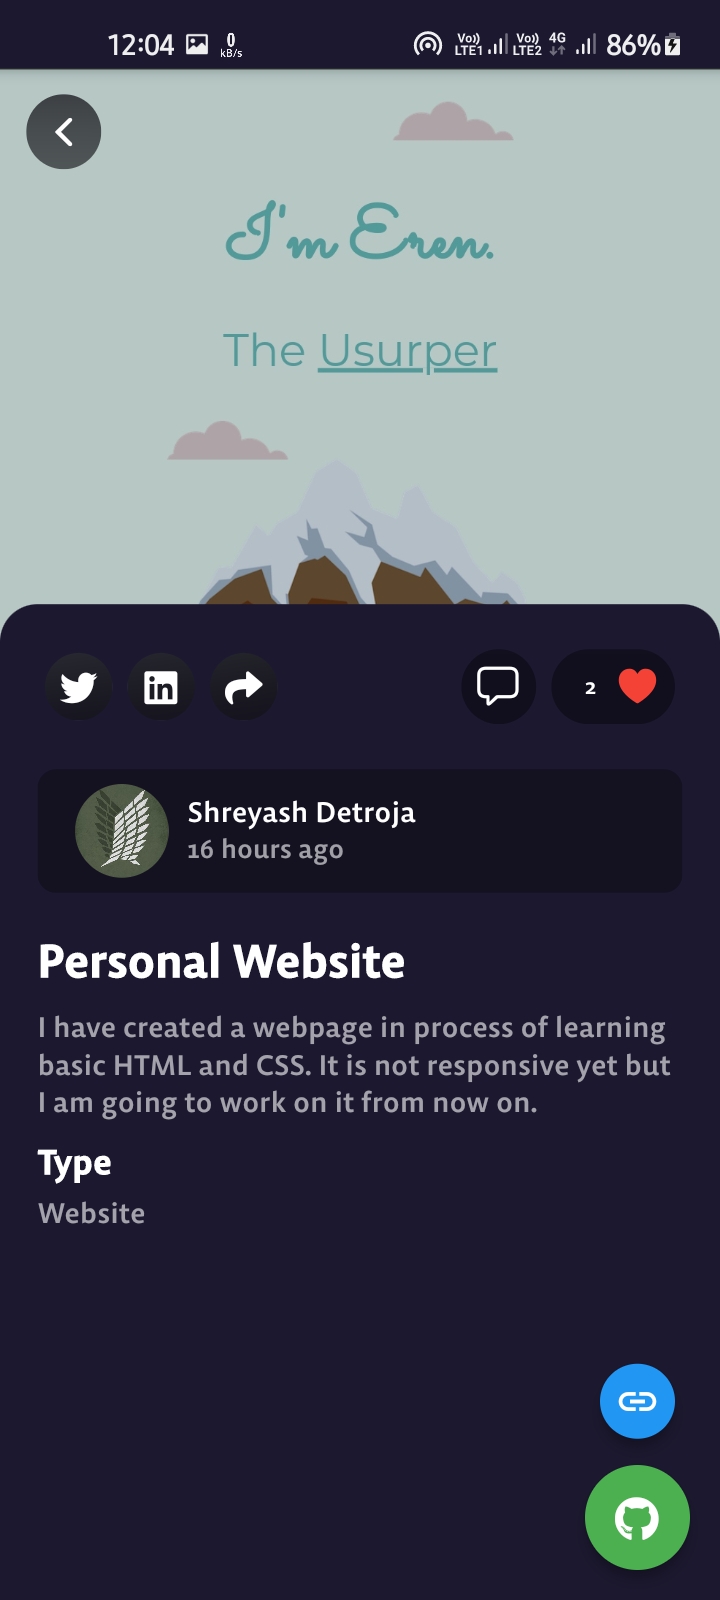 12:04 0 kB/s Vo)) LTE1 Vo)) LTE2 4G 86%
I'm Eren.
The Usurper
in
2
Shreyash Detroja
16 hours ago
Personal Website
I have created a webpage in process of learning
basic HTML and CSS. It is not responsive yet but
I am going to work on it from now on.
Type
Website